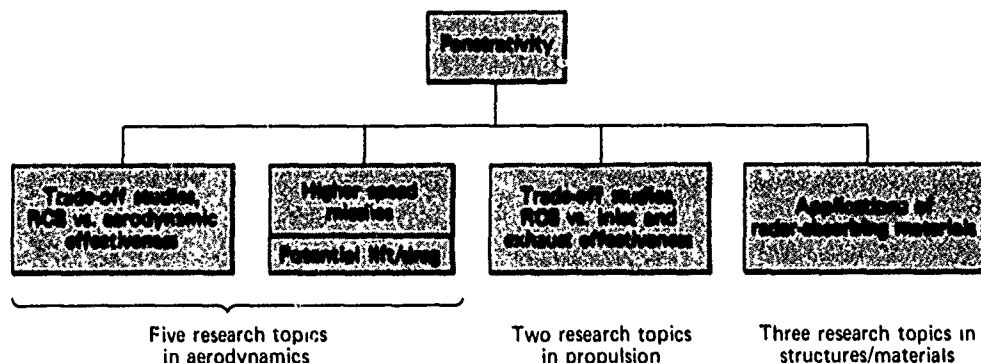 Penetrativity
Trade-off studies,
RCS vs. aerodynamic
effectiveness
Higher-speed
missiles
Potential lift/drag
Trade-off studies,
RCS vs. inlet and
exhaust effectiveness
Applications of
radar-absorbing materials
Five research topics
in aerodynamics
Two research topics
in propulsion
Three research topics in
structures/materials